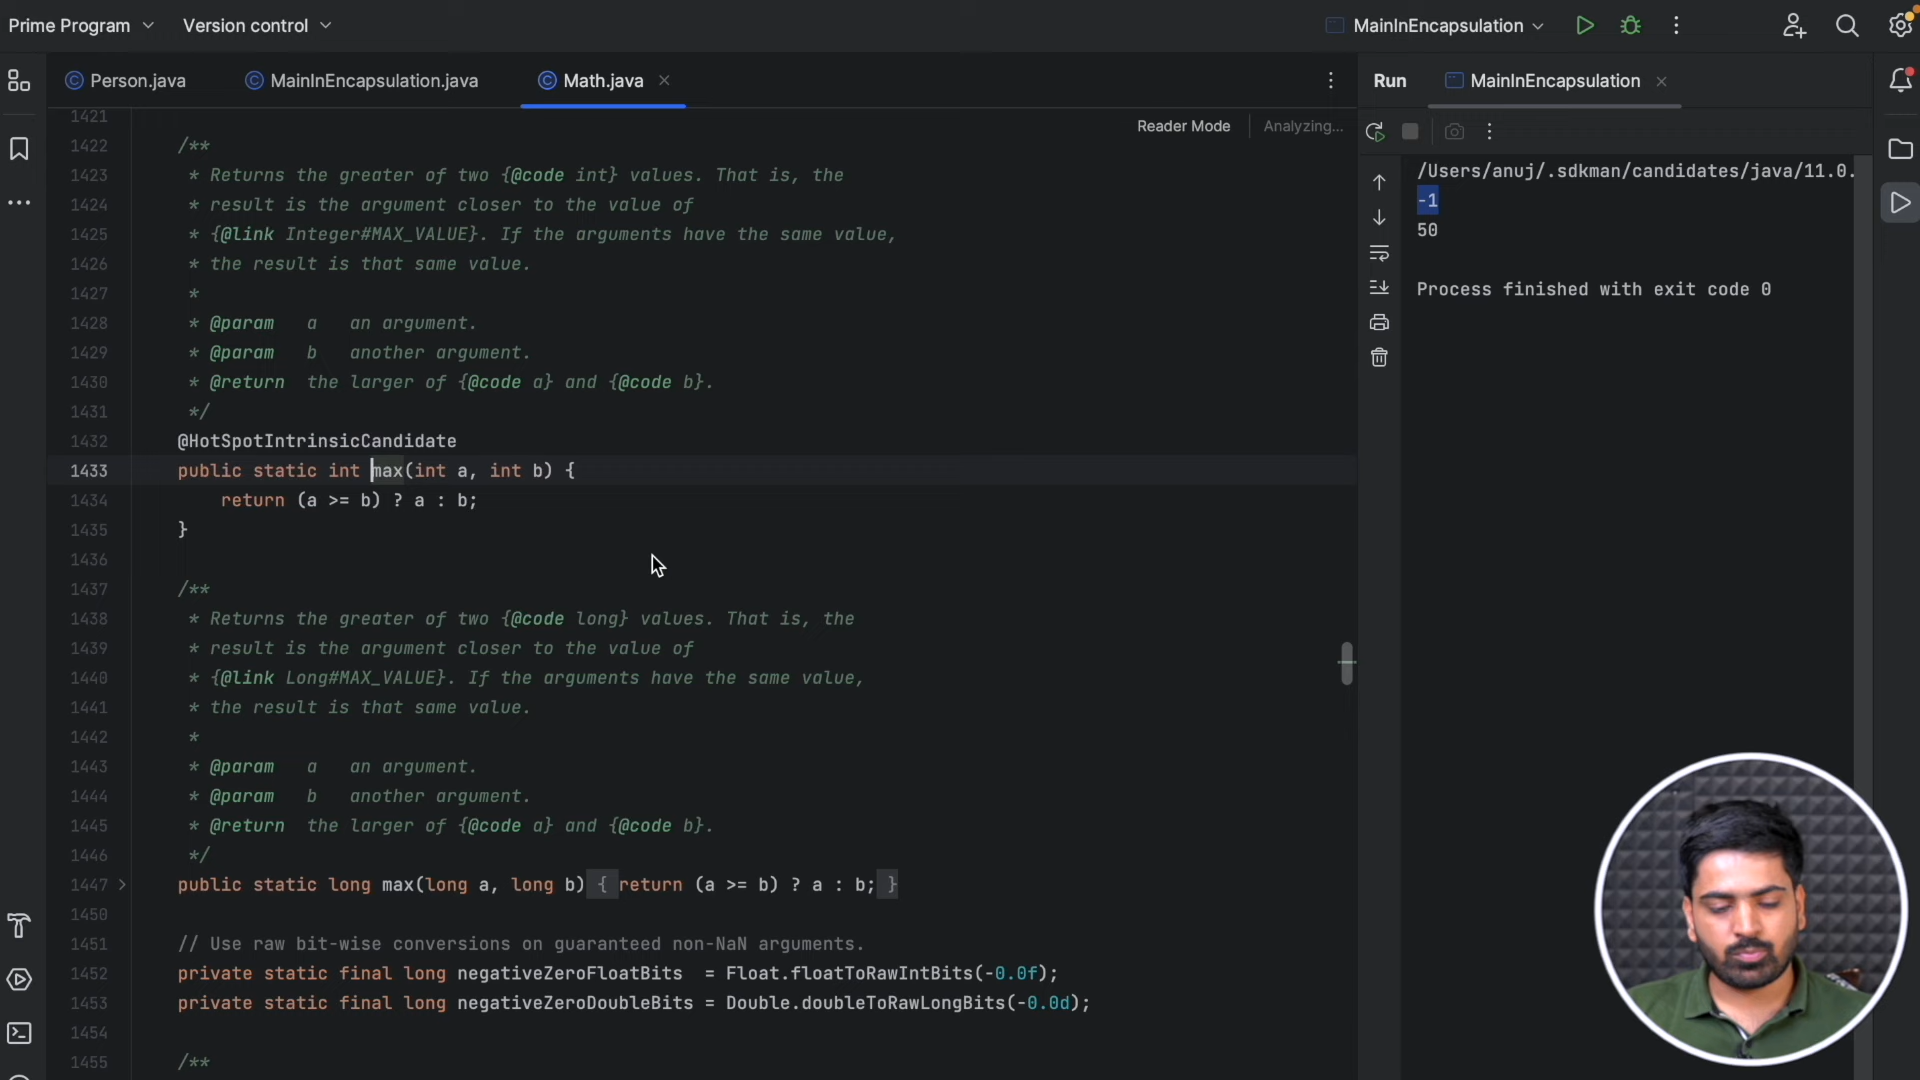 Prime Program Version control MainInEncapsulation
Person.java MainInEncapsulation.java Math.java Run MainInEncapsulation
Reader Mode Analyzing...
1421
1422 /**
1423 * Returns the greater of two {@code int} values. That is, the
1424 * result is the argument closer to the value of
1425 * {@link Integer#MAX_VALUE}. If the arguments have the same value,
1426 * the result is that same value.
1427 *
1428 * @param a an argument.
1429 * @param b another argument.
1430 * @return the larger of {@code a} and {@code b}.
1431 */
1432 @HotSpotIntrinsicCandidate
1433 public static int max(int a, int b) {
1434 return (a >= b) ? a : b;
1435 }
1436
1437 /**
1438 * Returns the greater of two {@code long} values. That is, the
1439 * result is the argument closer to the value of
1440 * {@link Long#MAX_VALUE}. If the arguments have the same value,
1441 * the result is that same value.
1442 *
1443 * @param a an argument.
1444 * @param b another argument.
1445 * @return the larger of {@code a} and {@code b}.
1446 */
1447 public static long max(long a, long b) { return (a >= b) ? a : b; }
1450
1451 // Use raw bit-wise conversions on guaranteed non-NaN arguments.
1452 private static final long negativeZeroFloatBits = Float.floatToRawIntBits(-0.0f);
1453 private static final long negativeZeroDoubleBits = Double.doubleToRawLongBits(-0.0d);
1454
1455 /**
/Users/anuj/.sdkman/candidates/java/11.0.
-1
50
Process finished with exit code 0